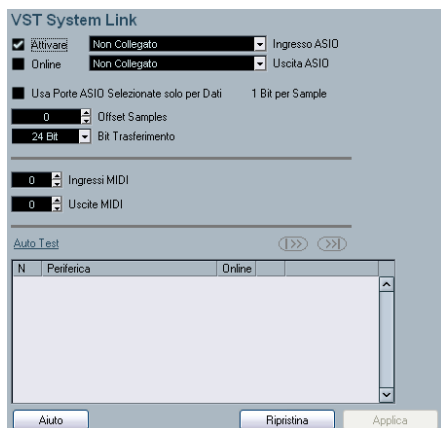 VST System Link
Attivare Non Collegato Ingresso ASIO
Online Non Collegato Uscita ASIO
Usa Porte ASIO Selezionate solo per Dati 1 Bit per Sample
0 Offset Samples
24 Bit Bit Trasferimento
0 Ingressi MIDI
0 Uscite MIDI
Auto Test
N Periferica Online
Aiuto Ripristina Applica